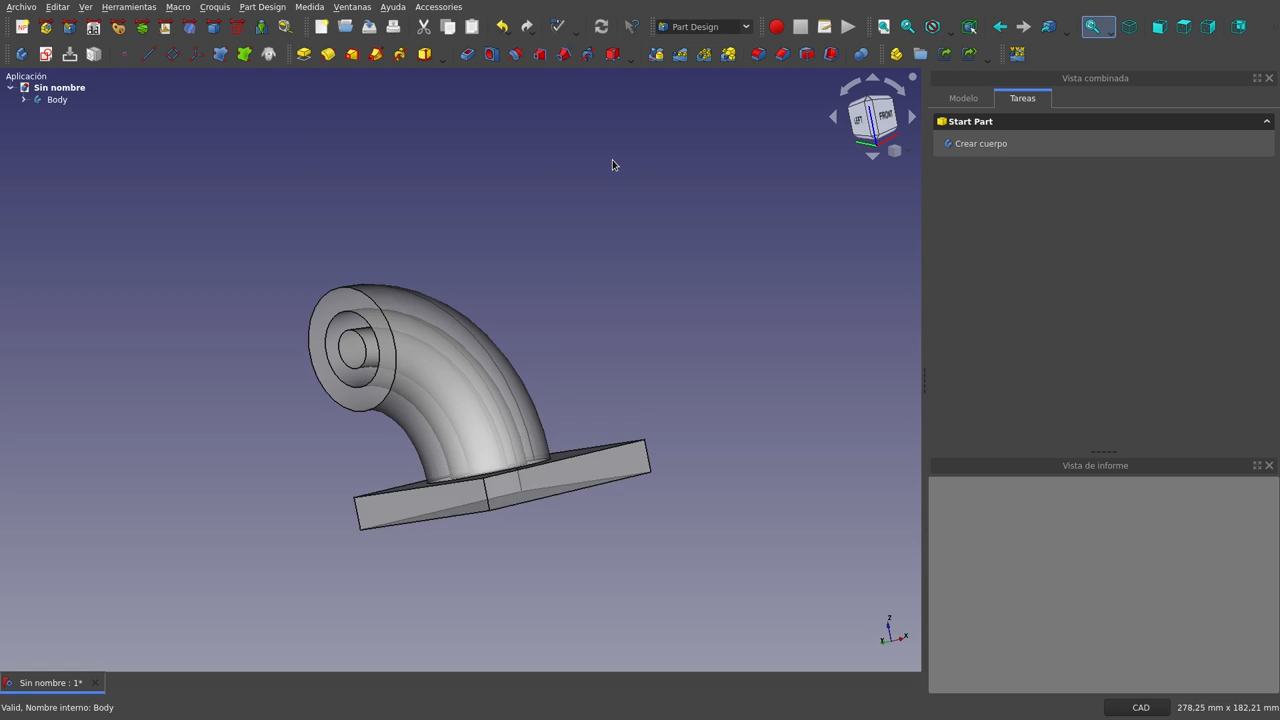 Archivo Editar Ver Herramientas Macro Croquis Part Design Medida Ventanas Ayuda Accessories
Part Design
Aplicación
Sin nombre
Body
LEFT FRONT
Vista combinada
Modelo Tareas
Start Part
Crear cuerpo
Vista de informe
Z
X
Y
Sin nombre : 1*
Valid, Nombre interno: Body
CAD 278,25 mm x 182,21 mm